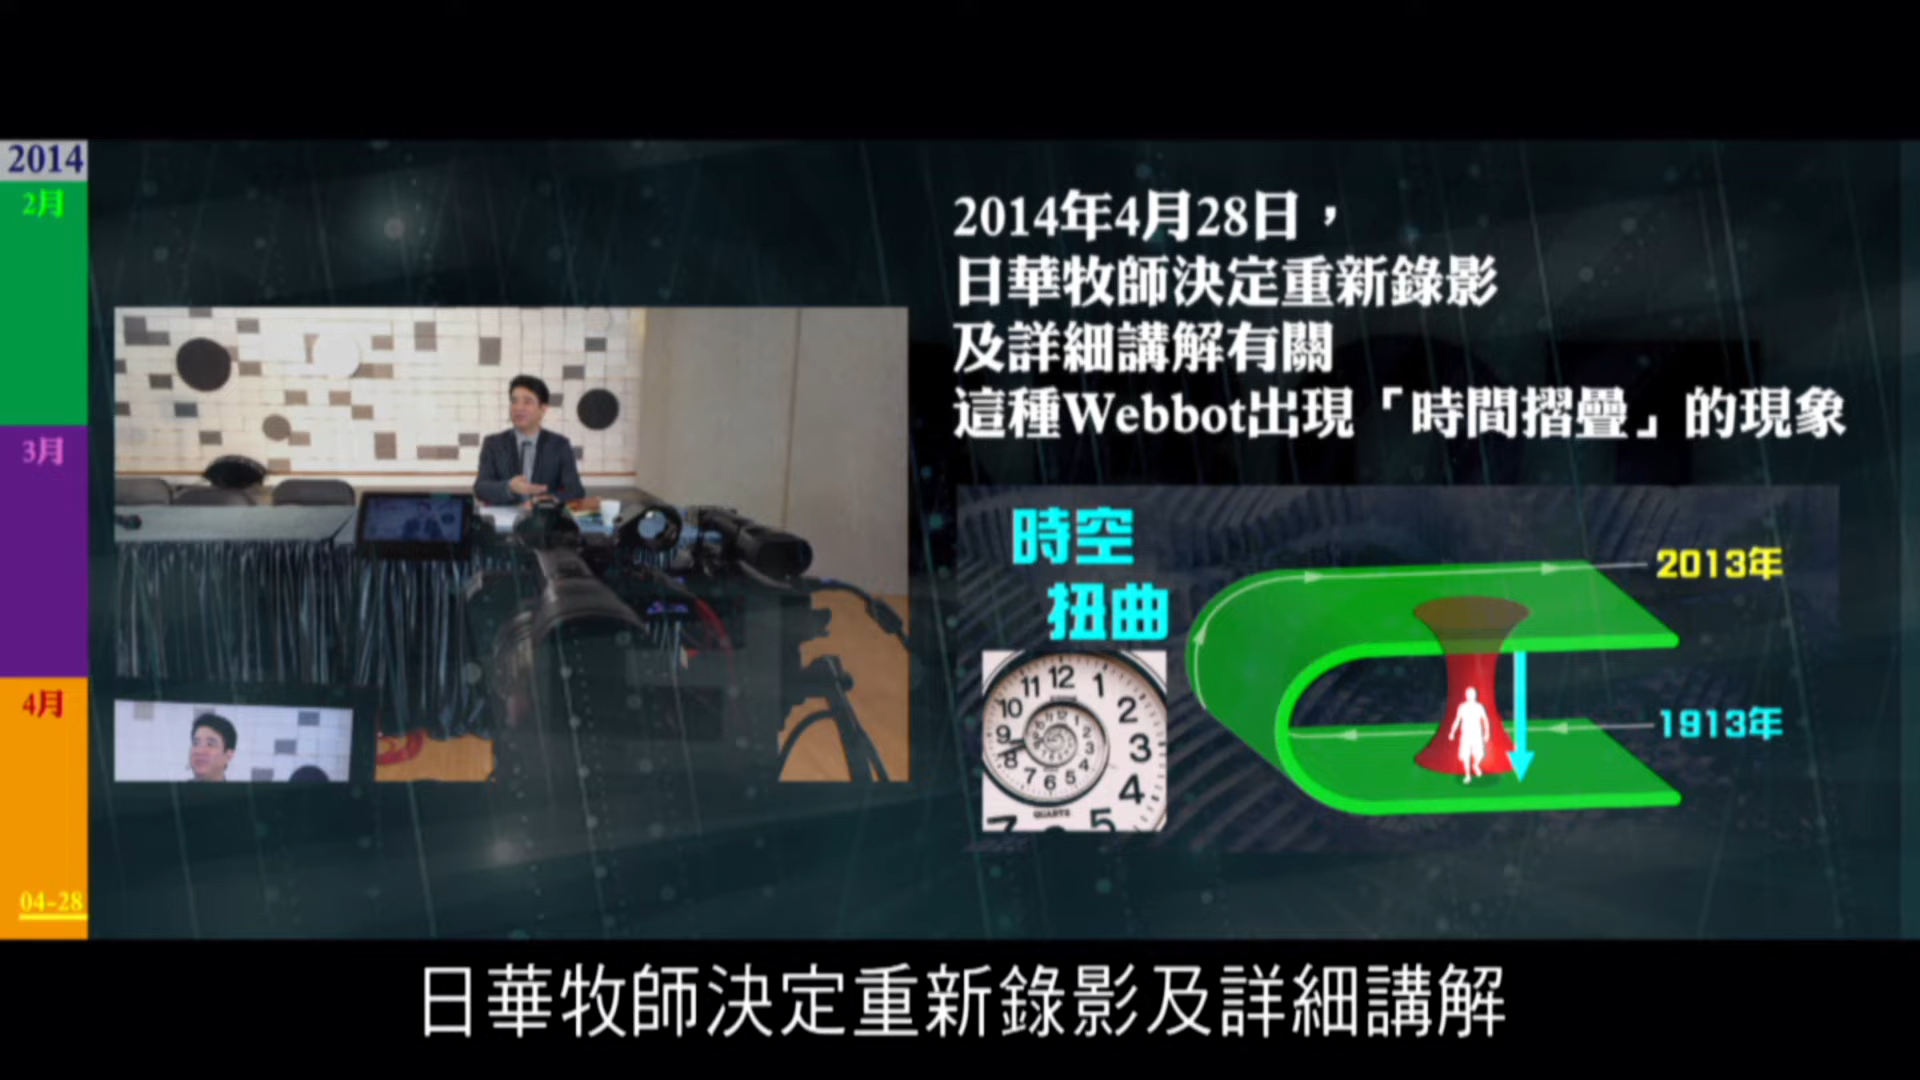 2014
2月
3月
4月
04-28
2014年4月28日，
日華牧師決定重新錄影
及詳細講解有關
這種Webbot出現「時間摺疊」的現象
時空
扭曲
2013年
1913年
11 12 1
10 2
9 3
8 4
7 6 5
QUARTZ
7 5
日華牧師決定重新錄影及詳細講解